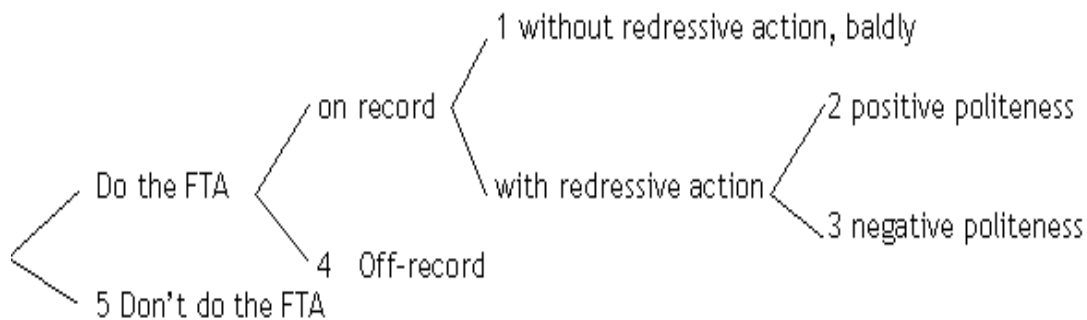 1 without redressive action, baldly
on record
2 positive politeness
Do the FTA
with redressive action
3 negative politeness
4 Off-record
5 Don't do the FTA